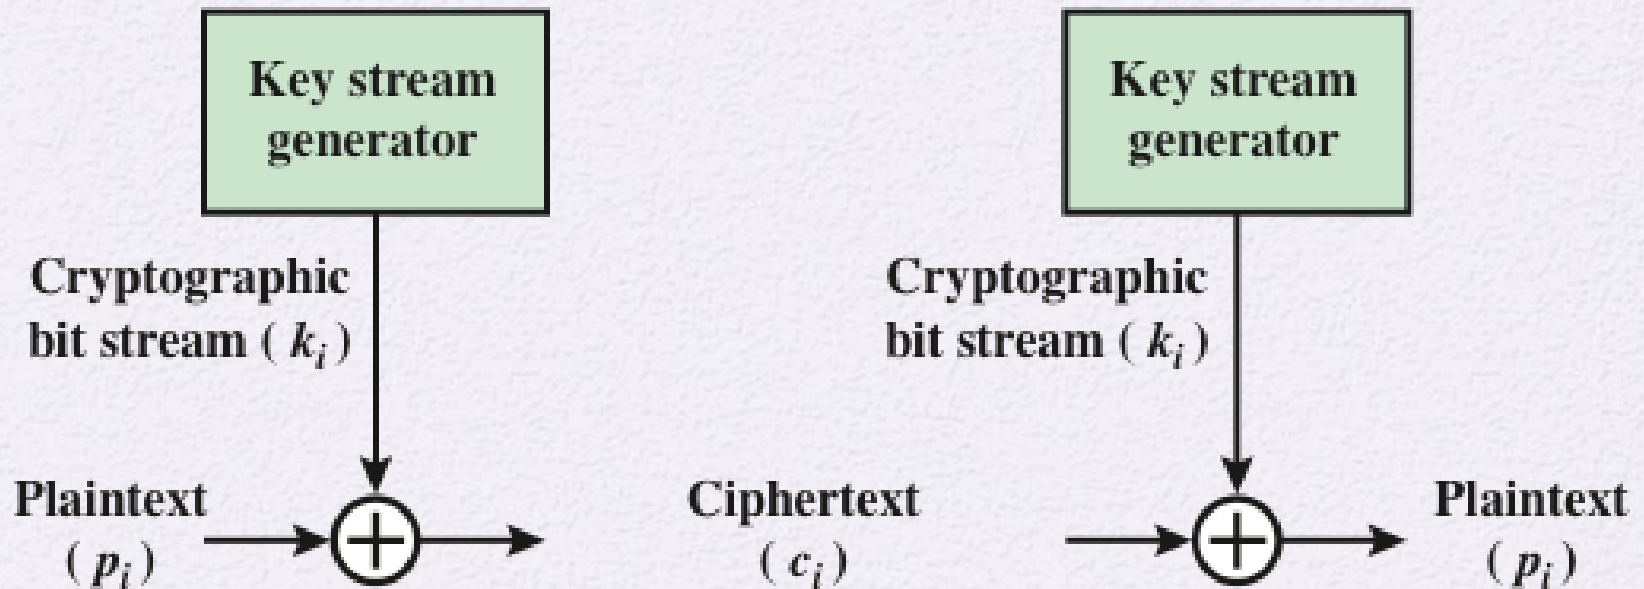 Key stream
generator
Key stream
generator
Cryptographic
bit stream ( kᵢ )
Cryptographic
bit stream ( kᵢ )
Plaintext
( pᵢ )
Ciphertext
( cᵢ )
Plaintext
( pᵢ )